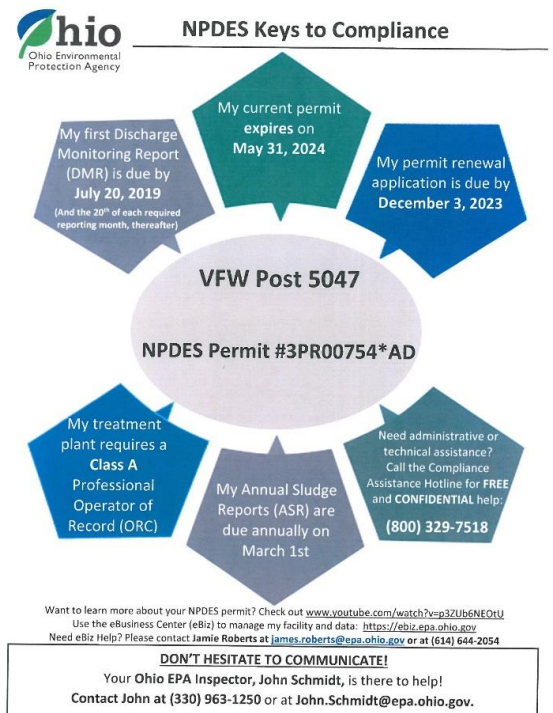 Ohio
Ohio Environmental
Protection Agency
NPDES Keys to Compliance
My current permit
expires on
May 31, 2024
My first Discharge
Monitoring Report
(DMR) is due by
July 20, 2019
(And the 20th of each required
reporting month, thereafter)
My permit renewal
application is due by
December 3, 2023
VFW Post 5047
NPDES Permit #3PR00754*AD
My treatment
plant requires a
Class A
Professional
Operator of
Record (ORC)
My Annual Sludge
Reports (ASR) are
due annually on
March 1st
Need administrative or
technical assistance?
Call the Compliance
Assistance Hotline for FREE
and CONFIDENTIAL help:
(800) 329-7518
Want to learn more about your NPDES permit? Check out www.youtube.com/watch?v=p3ZUb6NEOtU
Use the eBusiness Center (eBiz) to manage my facility and data: https://ebiz.epa.ohio.gov
Need eBiz Help? Please contact Jamie Roberts at james.roberts@epa.ohio.gov or at (614) 644-2054
DON'T HESITATE TO COMMUNICATE!
Your Ohio EPA Inspector, John Schmidt, is there to help!
Contact John at (330) 963-1250 or at John.Schmidt@epa.ohio.gov.